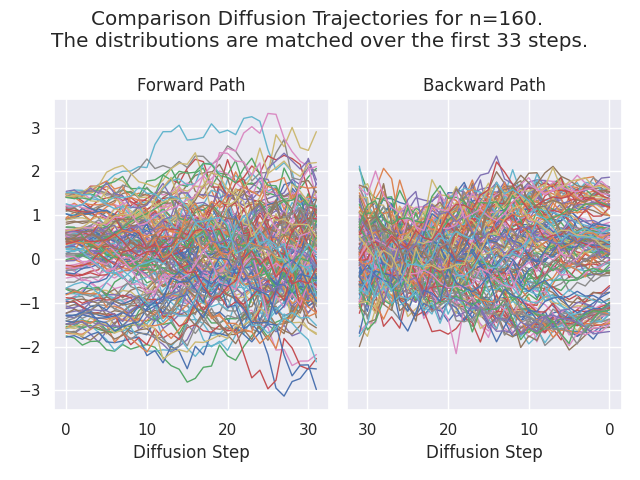 Comparison Diffusion Trajectories for n=160.
The distributions are matched over the first 33 steps.
Forward Path
Backward Path
3
2
1
0
−1
−2
−3
0 10 20 30
30 20 10 0
Diffusion Step
Diffusion Step